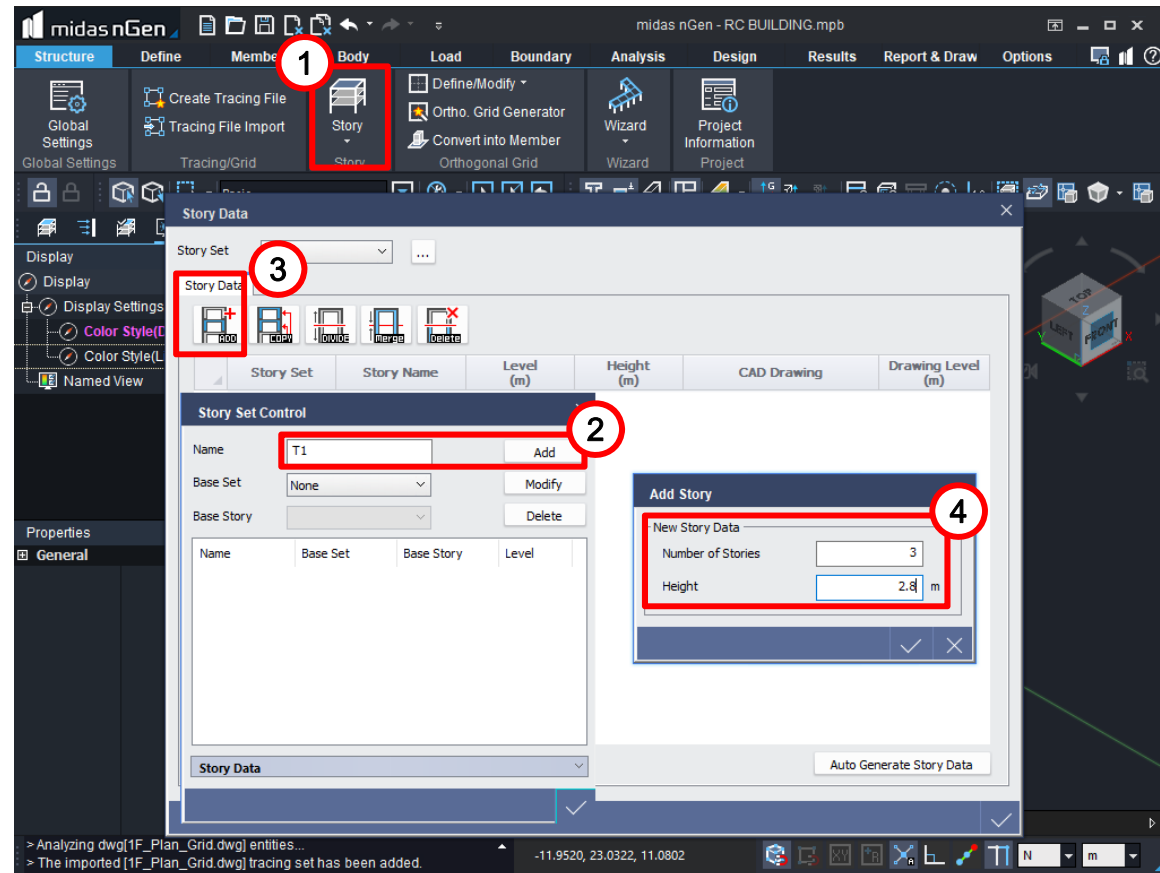 midas nGen
midas nGen - RC BUILDING.mpb
Structure Define Membe Body Load Boundary Analysis Design Results Report & Draw Options
1
Global Settings
Create Tracing File
Tracing File Import
Story
Define/Modify
Ortho. Grid Generator
Convert into Member
Wizard
Project Information
Global Settings Tracing/Grid Story Orthogonal Grid Wizard Project
Story Data
Story Set
...
3
Display
Display
Display Settings
Color Style(D
Color Style(L
Named View
Story Data
ADD COPY DIVIDE Merge Delete
Story Set Story Name Level (m) Height (m) CAD Drawing Drawing Level (m)
TOP
LEFT FRONT
Z
Y X
Story Set Control
2
Name T1 Add
Base Set None Modify
Base Story Delete
Name Base Set Base Story Level
Add Story
4
New Story Data
Number of Stories 3
Height 2.8 m
Properties
General
Story Data
Auto Generate Story Data
> Analyzing dwg[1F_Plan_Grid.dwg] entities...
> The imported [1F_Plan_Grid.dwg] tracing set has been added.
-11.9520, 23.0322, 11.0802
N m